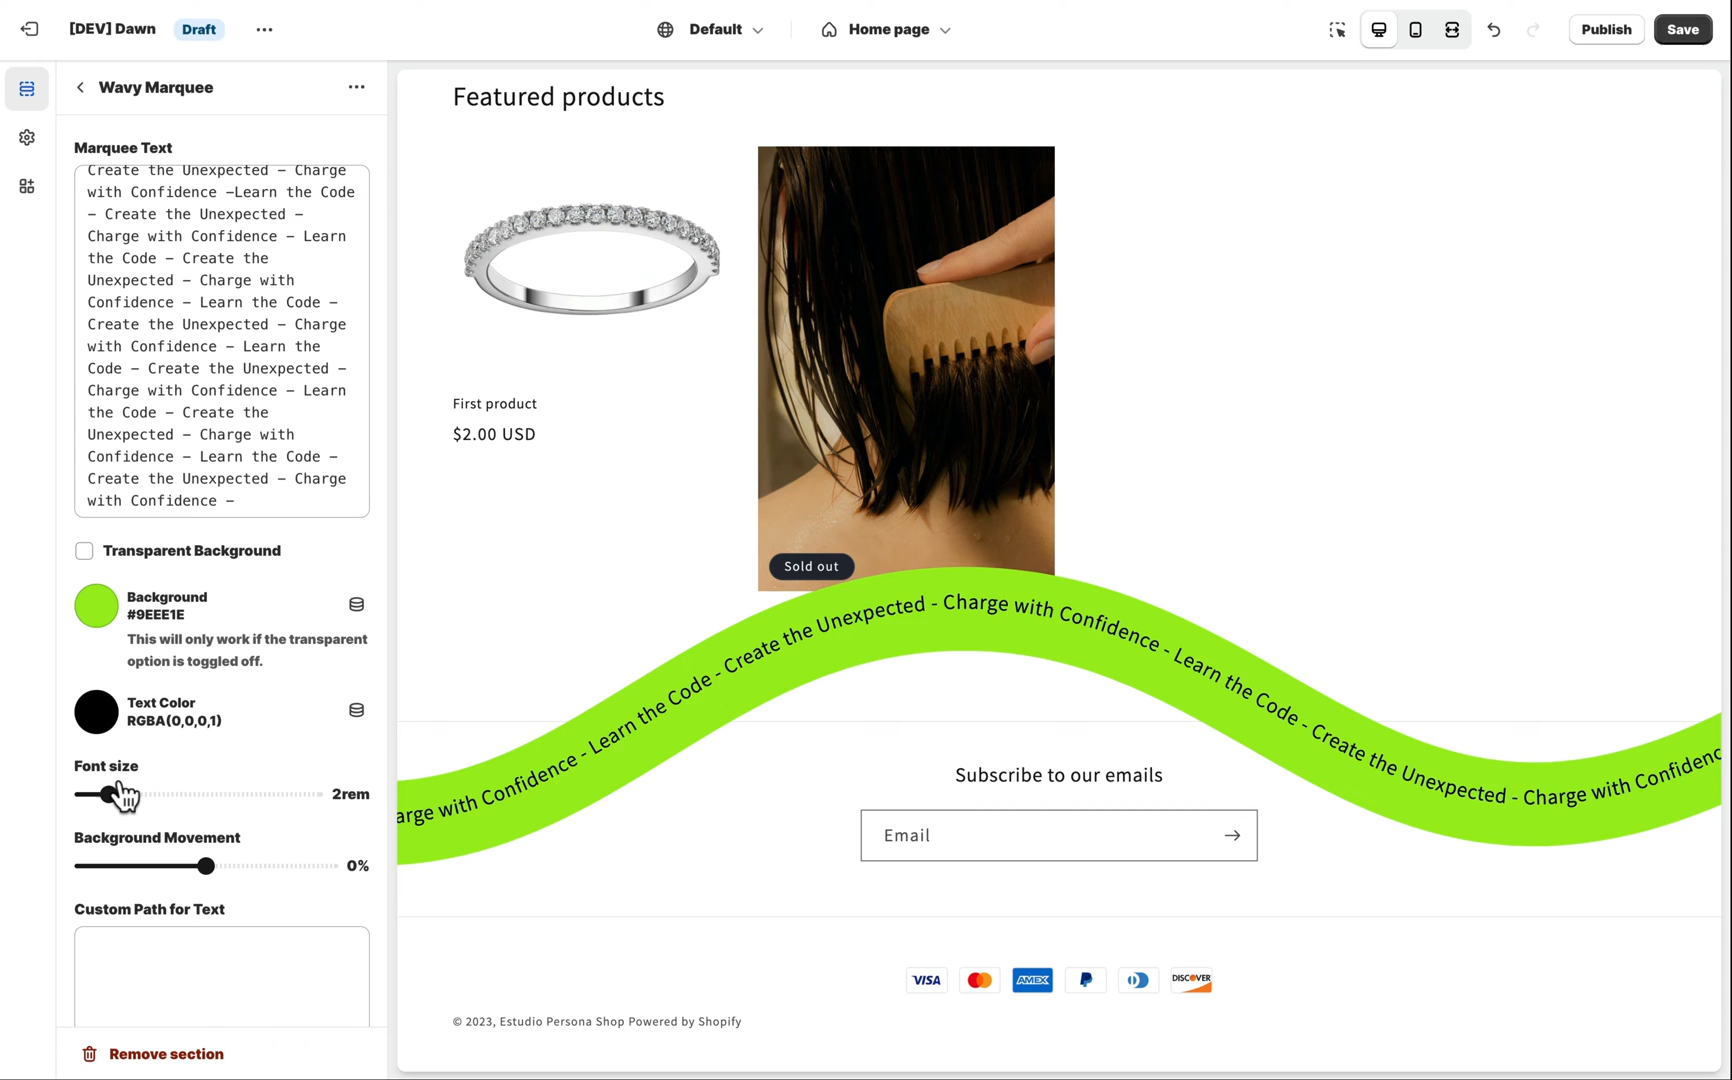 [DEV] Dawn
Draft
Default
Home page
Publish
Save
Wavy Marquee
Marquee Text
Create the Unexpected – Charge
with Confidence –Learn the Code
– Create the Unexpected –
Charge with Confidence – Learn
the Code – Create the
Unexpected – Charge with
Confidence – Learn the Code –
Create the Unexpected – Charge
with Confidence – Learn the
Code – Create the Unexpected –
Charge with Confidence – Learn
the Code – Create the
Unexpected – Charge with
Confidence – Learn the Code –
Create the Unexpected – Charge
with Confidence –
Transparent Background
Background
#9EEE1E
This will only work if the transparent
option is toggled off.
Text Color
RGBA(0,0,0,1)
Font size
2rem
Background Movement
0%
Custom Path for Text
Remove section
Featured products
First product
$2.00 USD
Sold out
arge with Confidence - Learn the Code - Create the Unexpected - Charge with Confidence - Learn the Code - Create the Unexpected - Charge with Confidenc
Subscribe to our emails
Email
VISA
AMEX
DISCOVER
© 2023, Estudio Persona Shop Powered by Shopify